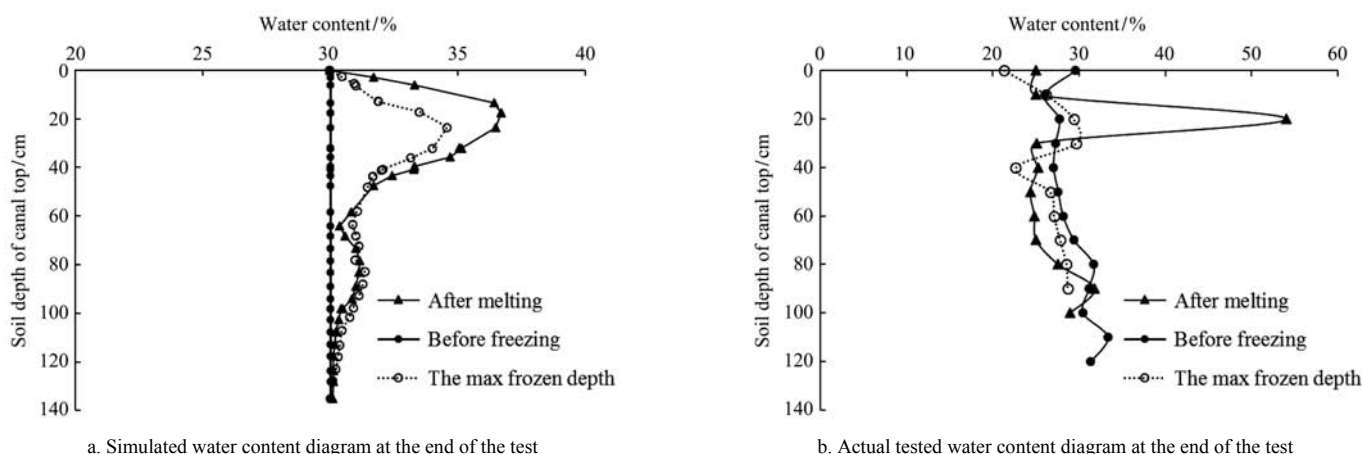 Water content/%
20 25 30 35 40
0
20
40
60
80
100
120
140
Soil depth of canal top/cm
After melting
Before freezing
The max frozen depth
a. Simulated water content diagram at the end of the test
Water content/%
0 10 20 30 40 50 60
0
20
40
60
80
100
120
140
Soil depth of canal top/cm
After melting
Before freezing
The max frozen depth
b. Actual tested water content diagram at the end of the test